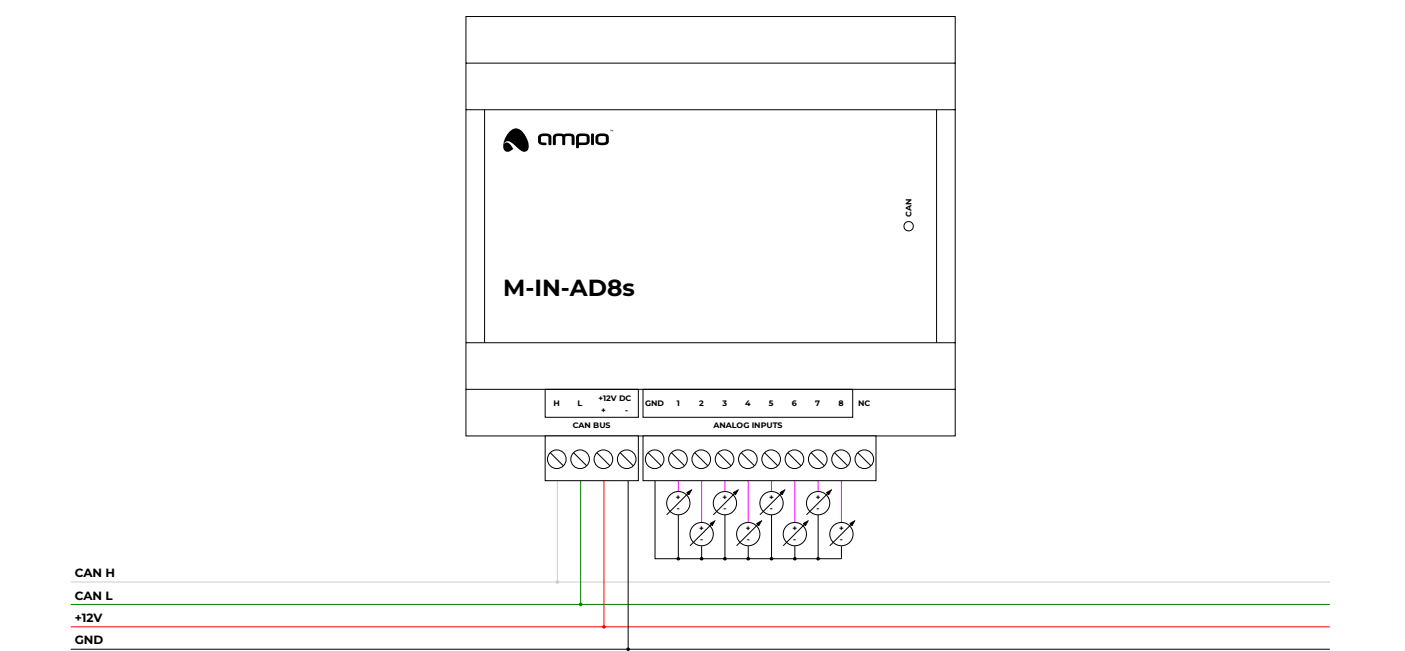 ampio™
CAN
M-IN-AD8s
H L +12V DC GND 1 2 3 4 5 6 7 8 NC
+ -
CAN BUS ANALOG INPUTS
+ + + +
- - - -
+ + + +
- - - -
CAN H
CAN L
+12V
GND